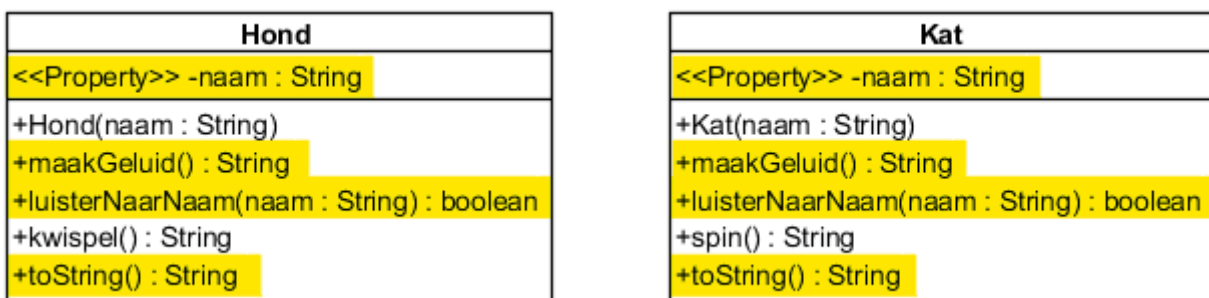 Hond
<<Property>> -naam : String
+Hond(naam : String)
+maakGeluid() : String
+luisterNaarNaam(naam : String) : boolean
+kwispel() : String
+toString() : String
Kat
<<Property>> -naam : String
+Kat(naam : String)
+maakGeluid() : String
+luisterNaarNaam(naam : String) : boolean
+spin() : String
+toString() : String